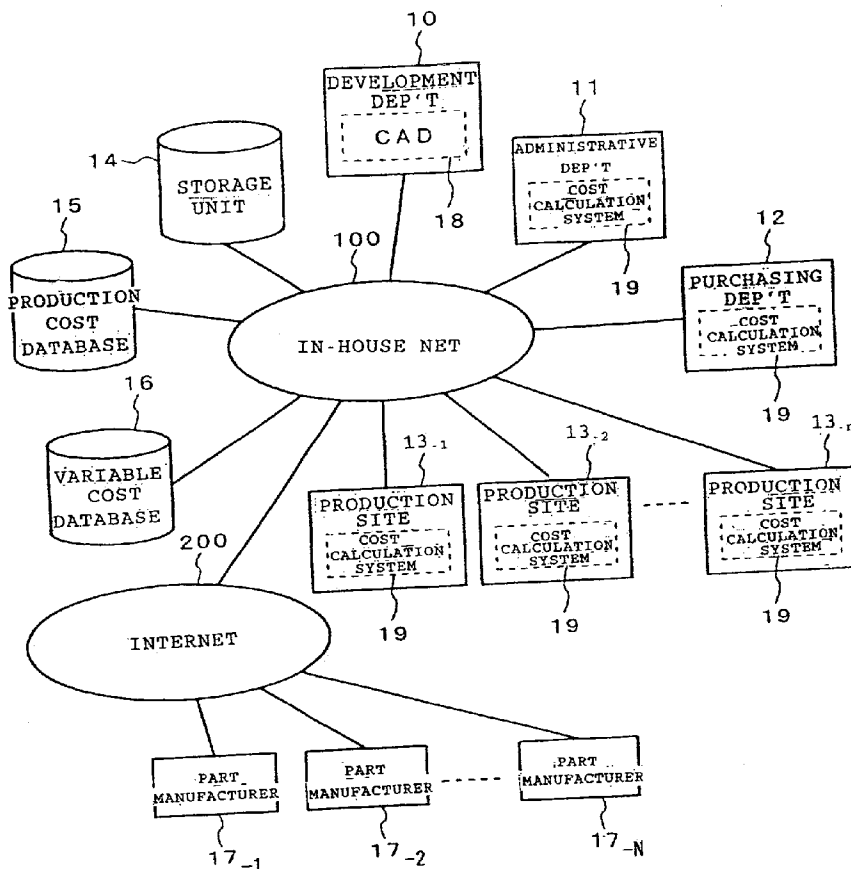 10
DEVELOPMENT
DEP'T
CAD
18
11
ADMINISTRATIVE
DEP'T
COST
CALCULATION
SYSTEM
19
14
STORAGE
UNIT
15
PRODUCTION
COST
DATABASE
100
IN-HOUSE NET
12
PURCHASING
DEP'T
COST
CALCULATION
SYSTEM
19
16
VARIABLE
COST
DATABASE
13-1
PRODUCTION
SITE
COST
CALCULATION
SYSTEM
19
13-2
PRODUCTION
SITE
COST
CALCULATION
SYSTEM
19
13-n
PRODUCTION
SITE
COST
CALCULATION
SYSTEM
19
200
INTERNET
PART
MANUFACTURER
17-1
PART
MANUFACTURER
17-2
PART
MANUFACTURER
17-N